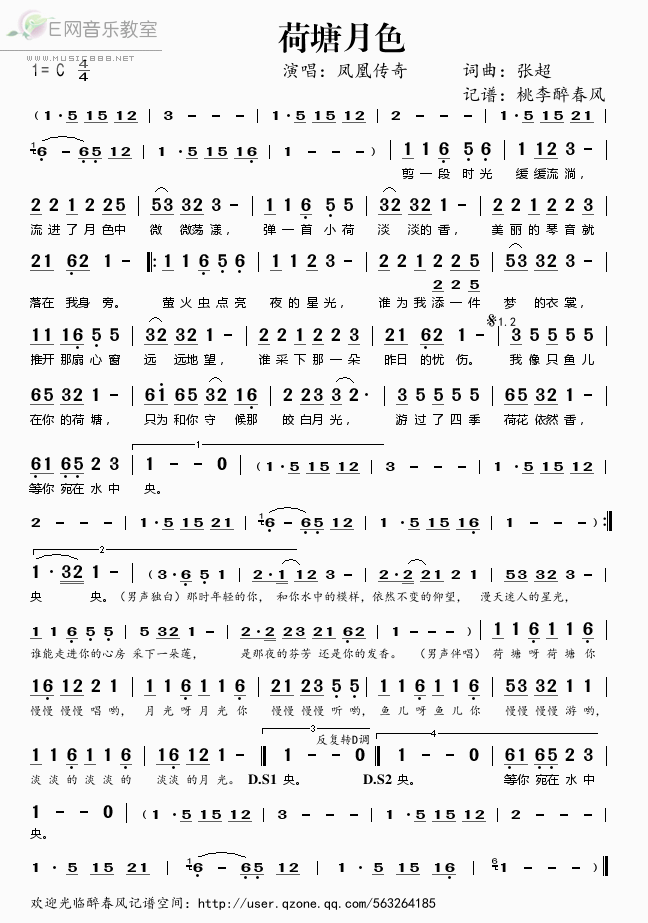 E网音乐教室
WWW.MUSIC888.NET
荷塘月色
1= C 4/4
演唱：凤凰传奇 词曲：张超
记谱：桃李醉春风
（1·5 15 12 | 3 - - - | 1·5 15 12 | 2 - - - | 1·5 15 21 |
1 6 - 65 12 | 1 ·5 15 16 | 1 - - - ）| 1 1 6 5 6 | 1 12 3 - |
剪一段 时光 缓缓流淌，
2 2 1 2 2 25 | 53 32 3 - | 1 1 6 5 5 | 32 32 1 - | 2 2 1 2 2 3 |
流进了月色中 微 微荡漾， 弹一首 小荷 淡 淡的香， 美丽的琴音就
21 62 1 - ‖: 1 1 6 5 6 | 1 1 2 3 - | 2 2 1 2 2 5 | 53 32 3 - |
2 2 5
落在 我身 旁。 萤火虫点亮 夜的星光， 谁为我添一件 梦 的衣裳，
11 16 5 5 | 32 32 1 - | 2 2 1 2 2 3 | 21 62 1 - | 𝄋1.2 3 5 5 5 5 |
推开那扇心窗 远 远地望， 谁采下那一朵 昨日的忧 伤。 我像只鱼儿
65 32 1 - | 61 65 32 16 | 2 23 32· | 3 5 5 5 5 | 65 32 1 - |
在你的荷塘， 只为和你守 候那 皎白月光， 游过了四季 荷花依然香，
1
61 65 2 3 | 1 - - 0 | （1·5 15 12 | 3 - - - | 1·5 15 12 |
等你 宛在水中 央。
2 - - - | 1·5 15 21 | 1 6 - 65 12 | 1·5 15 16 | 1 - - - ）:‖
2
1·32 1 - | （3·6 5 1 | 2·1 12 3 - | 2·2 21 2 1 | 53 32 3 - |
央 央。（男声独白）那时年轻的你， 和你水中的模样，依然不变的仰望， 漫天迷人的星光，
1 1 6 5 5 | 5 32 1 - | 2·2 23 21 62 | 1 - - - ）| 1 1 6 1 1 6 |
谁能走进你的心房 采下一朵莲， 是那夜的芬芳 还是你的发香。 （男声伴唱）荷塘呀荷塘你
16 12 2 1 | 1 1 6 1 1 6 | 21 23 5 5 | 1 1 6 1 1 6 | 53 32 1 1 |
慢慢 慢慢 唱哟， 月光呀月光你 慢慢 慢慢 听哟， 鱼儿呀鱼儿你 慢慢 慢慢 游哟，
3 反复转D调 4
1 1 6 1 1 6 | 16 12 1 - ‖ 1 - - 0 ‖ 1 - - 0 | 61 65 2 3 |
淡淡的淡淡的 淡淡的月光。 D.S1 央。 D.S2 央。 等你 宛在水中
1 - - 0 | （1·5 15 12 | 3 - - - | 1·5 15 12 | 2 - - - |
央。
1·5 15 21 | 1 6 - 65 12 | 1·5 15 16 | 6 1 - - - ）‖
欢迎光临醉春风记谱空间：http://user.qzone.qq.com/563264185